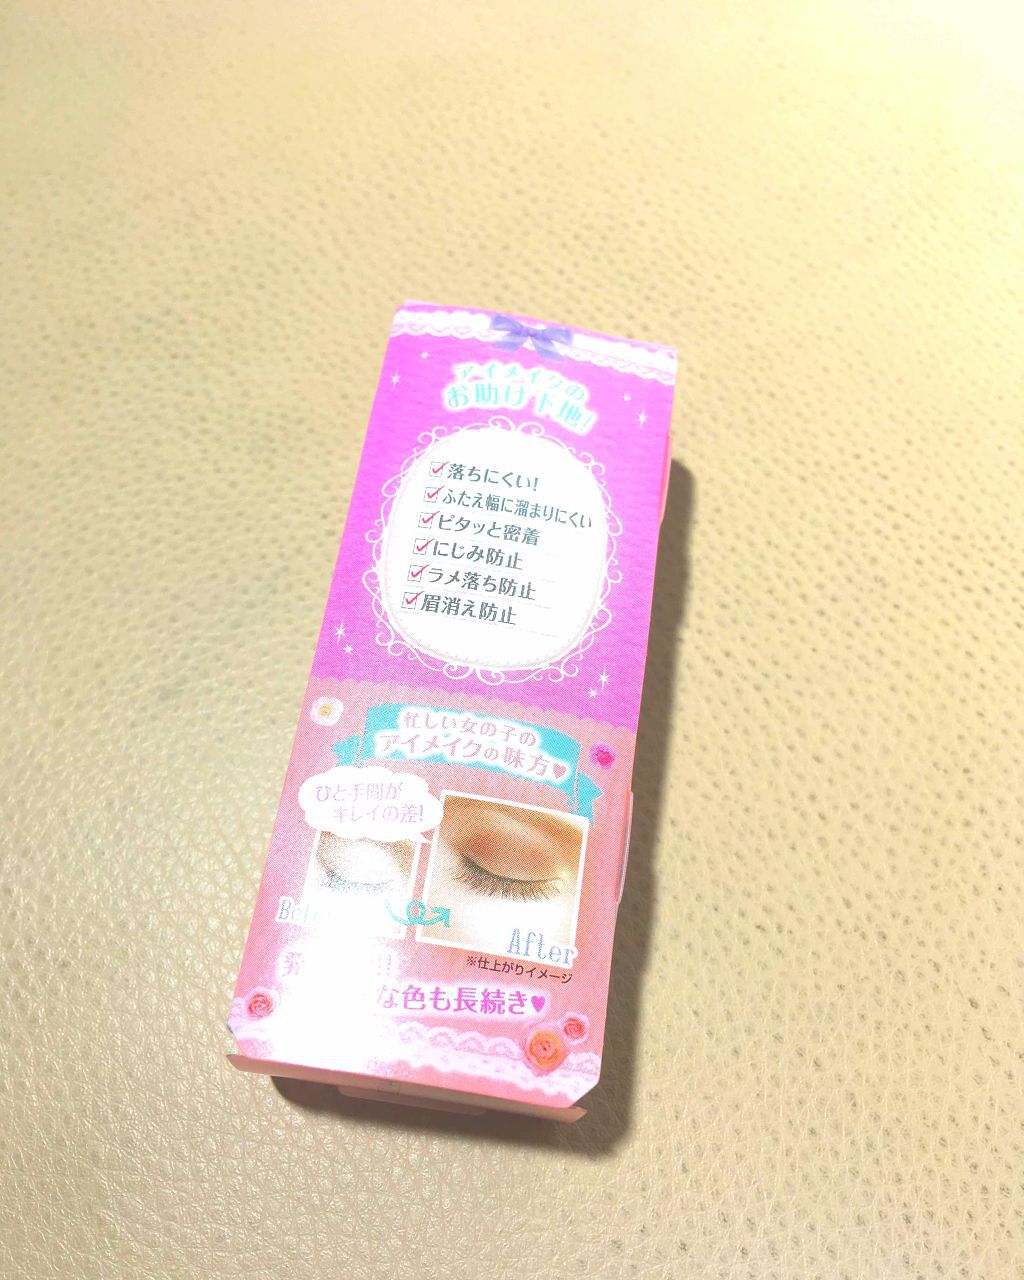 アイメイクの
お助け下地!
落ちにくい!
ふたえ幅に溜まりにくい
ピタッと密着
にじみ防止
ラメ落ち防止
眉消え防止
忙しい女の子の
アイメイクの味方♥
ひと手間が
キレイの差!
After
※仕上がりイメージ
な色も長続き♥